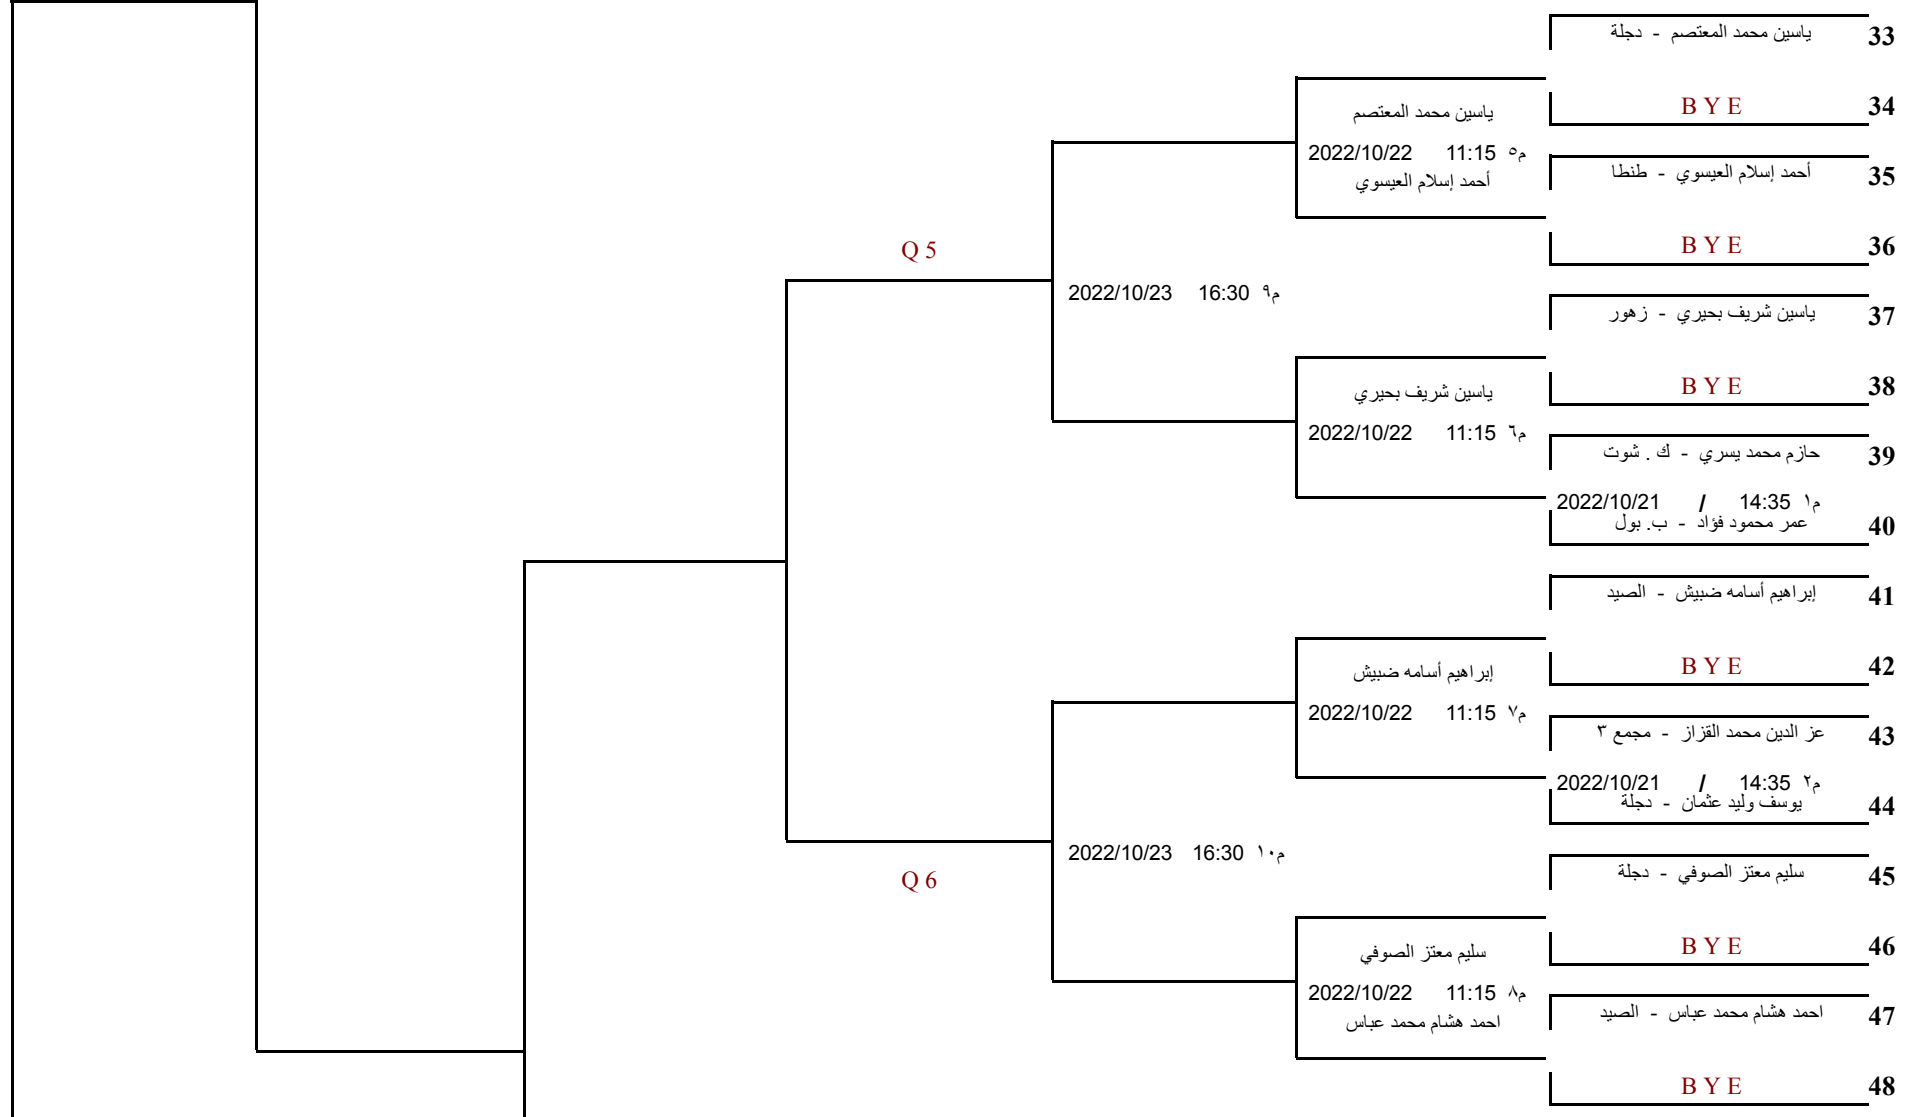 33 ياسين محمد المعتصم - دجلة
34 B Y E
ياسين محمد المعتصم
م٥ 11:15 2022/10/22
أحمد إسلام العيسوي
35 أحمد إسلام العيسوي - طنطا
36 B Y E
Q 5
م٩ 16:30 2022/10/23
37 ياسين شريف بحيري - زهور
38 B Y E
ياسين شريف بحيري
م٦ 11:15 2022/10/22
39 حازم محمد يسري - ك . شوت
م١ 14:35 / 2022/10/21
40 عمر محمود فؤاد - ب. بول
41 إبراهيم أسامه ضبيش - الصيد
42 B Y E
إبراهيم أسامه ضبيش
م٧ 11:15 2022/10/22
43 عز الدين محمد القزاز - مجمع ٣
م٢ 14:35 / 2022/10/21
44 يوسف وليد عثمان - دجلة
م١٠ 16:30 2022/10/23
Q 6
45 سليم معتز الصوفي - دجلة
46 B Y E
سليم معتز الصوفي
م٨ 11:15 2022/10/22
احمد هشام محمد عباس
47 احمد هشام محمد عباس - الصيد
48 B Y E